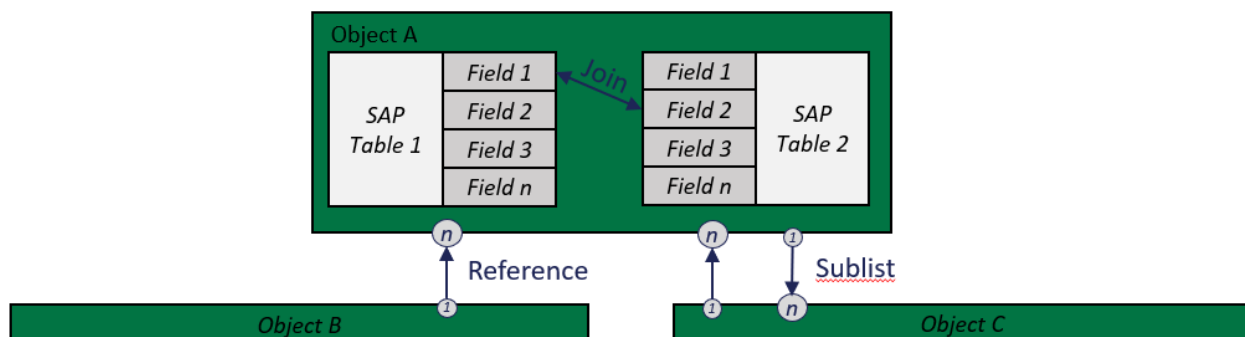 Object A
SAP
Table 1
Field 1
Field 2
Field 3
Field n
Join
Field 1
Field 2
Field 3
Field n
SAP
Table 2
n
Reference
1
Object B
n
1
1
Sublist
n
Object C